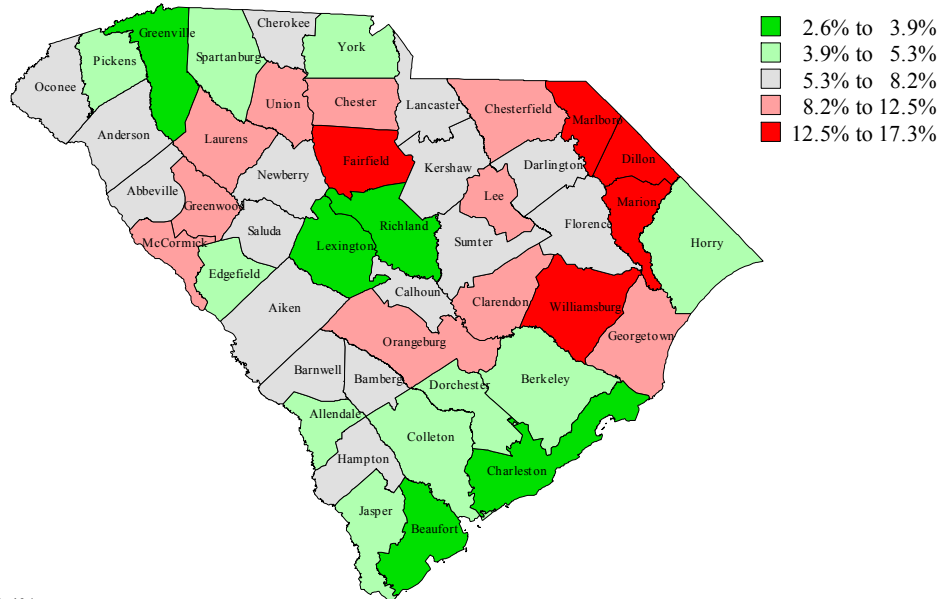 Cherokee
Greenville
York
Spartanburg
Pickens
Oconee
Union
Chester
Lancaster
Chesterfield
Marlboro
Anderson
Laurens
Fairfield
Kershaw
Darlington
Dillon
Newberry
Abbeville
Lee
Marion
Greenwood
Saluda
Richland
Florence
McCormick
Lexington
Sumter
Horry
Edgefield
Calhoun
Clarendon
Williamsburg
Aiken
Orangeburg
Georgetown
Barnwell
Bamberg
Dorchester
Berkeley
Allendale
Colleton
Hampton
Charleston
Jasper
Beaufort
2.6% to 3.9%
3.9% to 5.3%
5.3% to 8.2%
8.2% to 12.5%
12.5% to 17.3%